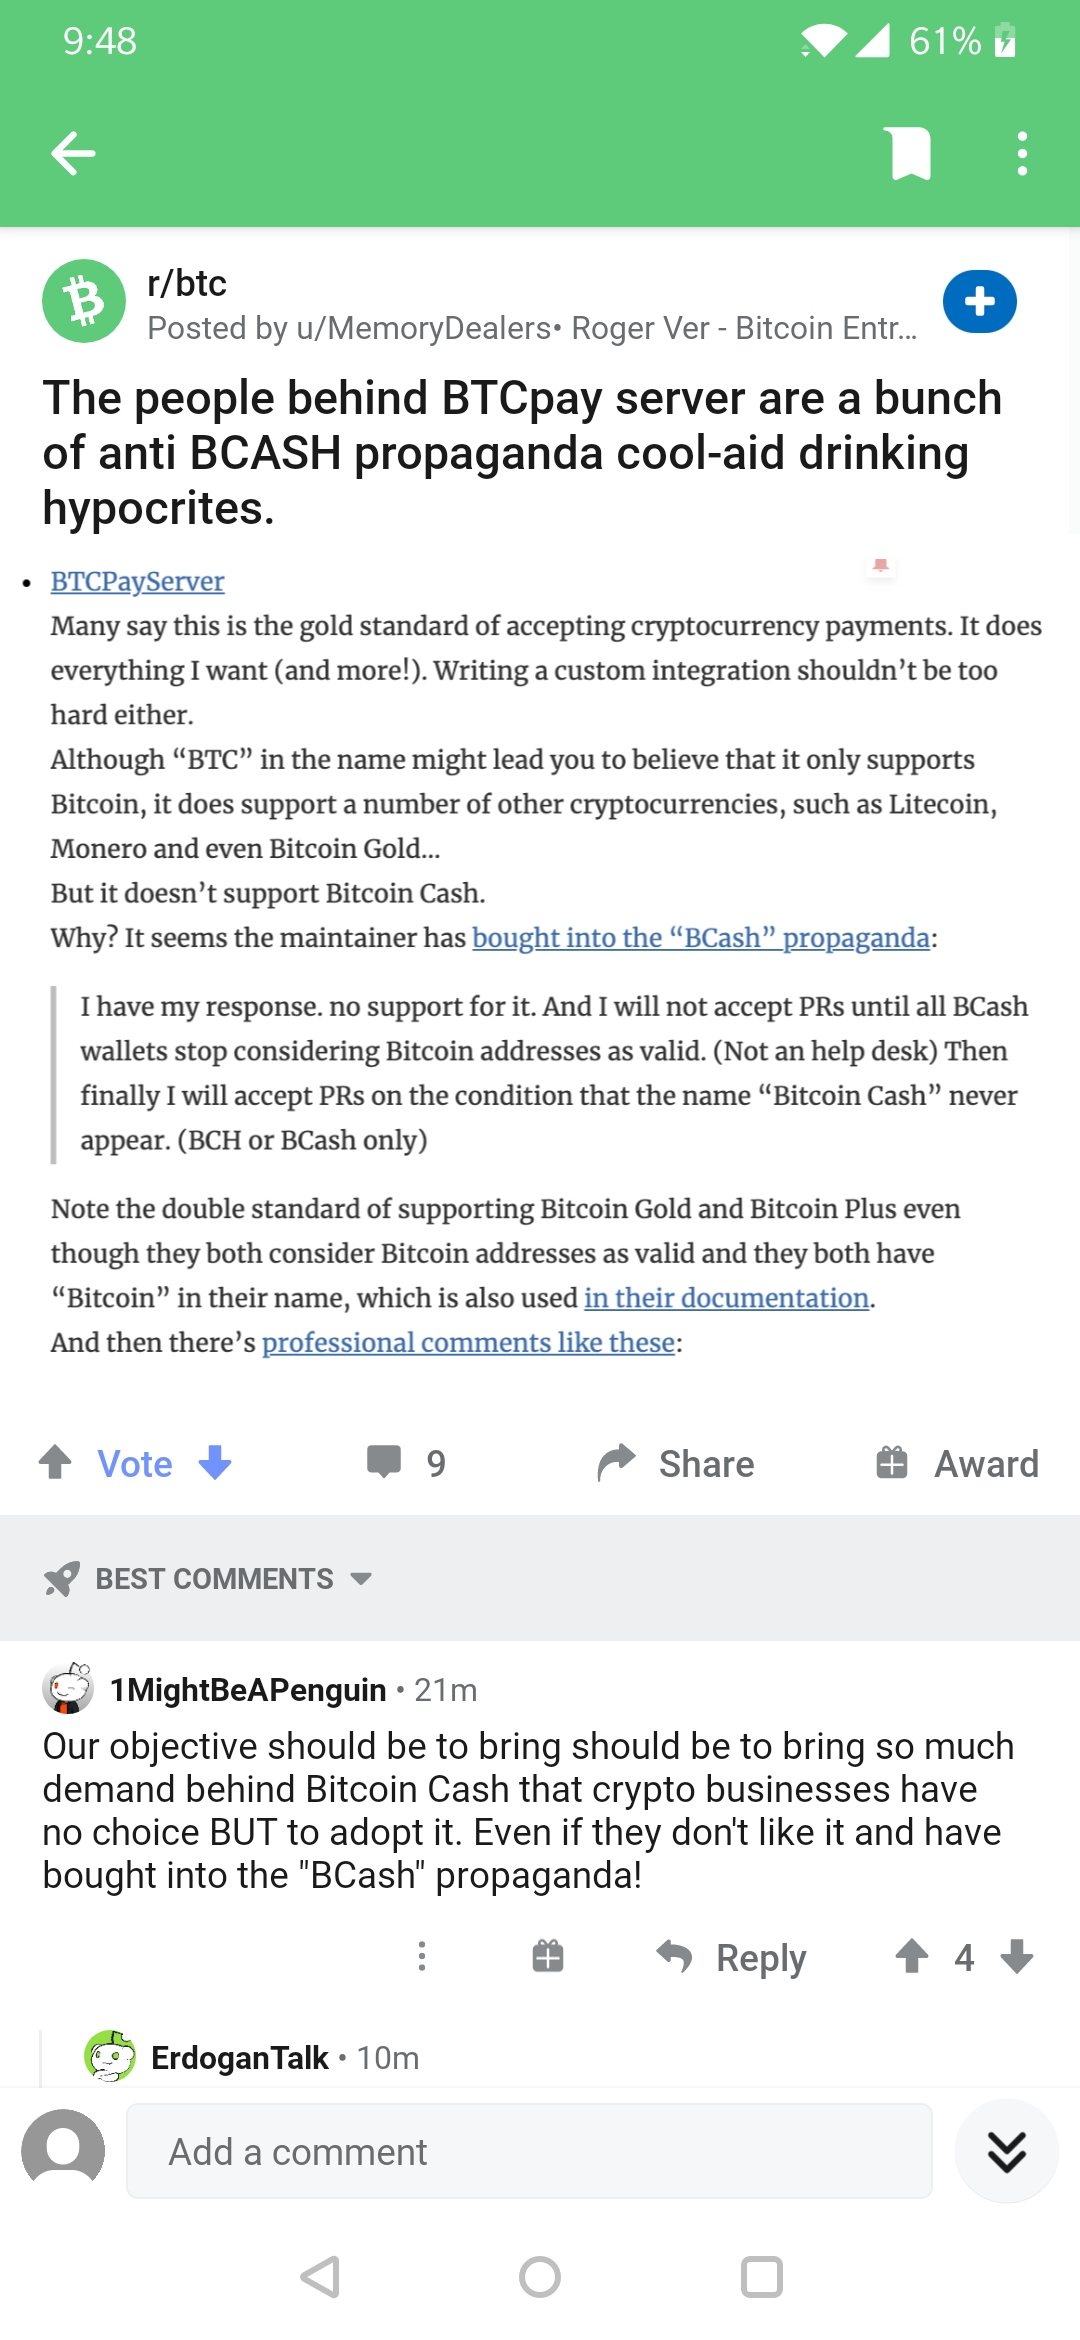 9:48
61%
r/btc
Posted by u/MemoryDealers• Roger Ver - Bitcoin Entr...
The people behind BTCpay server are a bunch
of anti BCASH propaganda cool-aid drinking
hypocrites.
• BTCPayServer
Many say this is the gold standard of accepting cryptocurrency payments. It does
everything I want (and more!). Writing a custom integration shouldn’t be too
hard either.
Although “BTC” in the name might lead you to believe that it only supports
Bitcoin, it does support a number of other cryptocurrencies, such as Litecoin,
Monero and even Bitcoin Gold...
But it doesn’t support Bitcoin Cash.
Why? It seems the maintainer has bought into the “BCash” propaganda:
I have my response. no support for it. And I will not accept PRs until all BCash
wallets stop considering Bitcoin addresses as valid. (Not an help desk) Then
finally I will accept PRs on the condition that the name “Bitcoin Cash” never
appear. (BCH or BCash only)
Note the double standard of supporting Bitcoin Gold and Bitcoin Plus even
though they both consider Bitcoin addresses as valid and they both have
“Bitcoin” in their name, which is also used in their documentation.
And then there’s professional comments like these:
Vote
9
Share
Award
BEST COMMENTS
1MightBeAPenguin • 21m
Our objective should be to bring should be to bring so much
demand behind Bitcoin Cash that crypto businesses have
no choice BUT to adopt it. Even if they don't like it and have
bought into the "BCash" propaganda!
Reply
4
ErdoganTalk • 10m
Add a comment